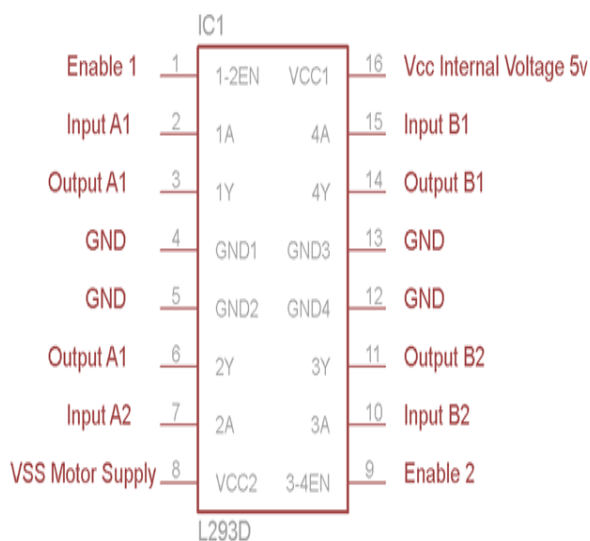 IC1
Enable 1 1 1-2EN VCC1 16 Vcc Internal Voltage 5v
Input A1 2 1A 4A 15 Input B1
Output A1 3 1Y 4Y 14 Output B1
GND 4 GND1 GND3 13 GND
GND 5 GND2 GND4 12 GND
Output A1 6 2Y 3Y 11 Output B2
Input A2 7 2A 3A 10 Input B2
VSS Motor Supply 8 VCC2 3-4EN 9 Enable 2
L293D